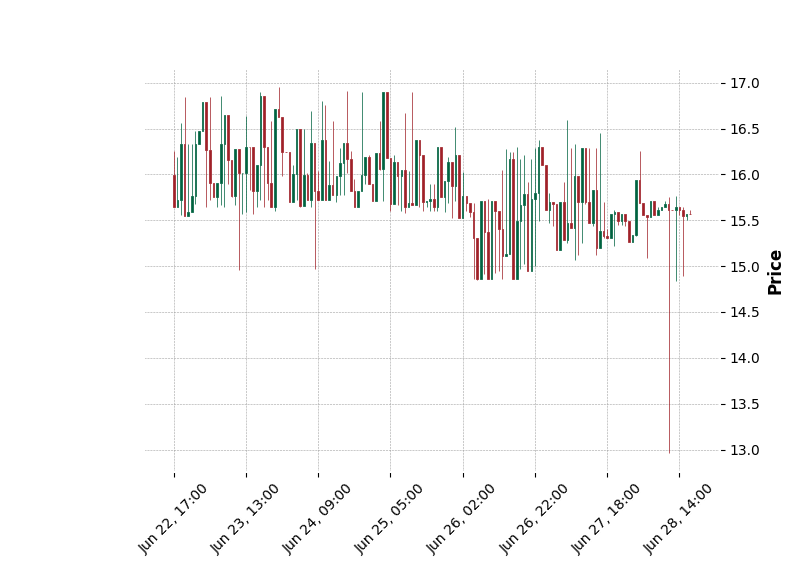 17.0
16.5
16.0
15.5
15.0
14.5
14.0
13.5
13.0
Price
Jun 22, 17:00
Jun 23, 13:00
Jun 24, 09:00
Jun 25, 05:00
Jun 26, 02:00
Jun 26, 22:00
Jun 27, 18:00
Jun 28, 14:00